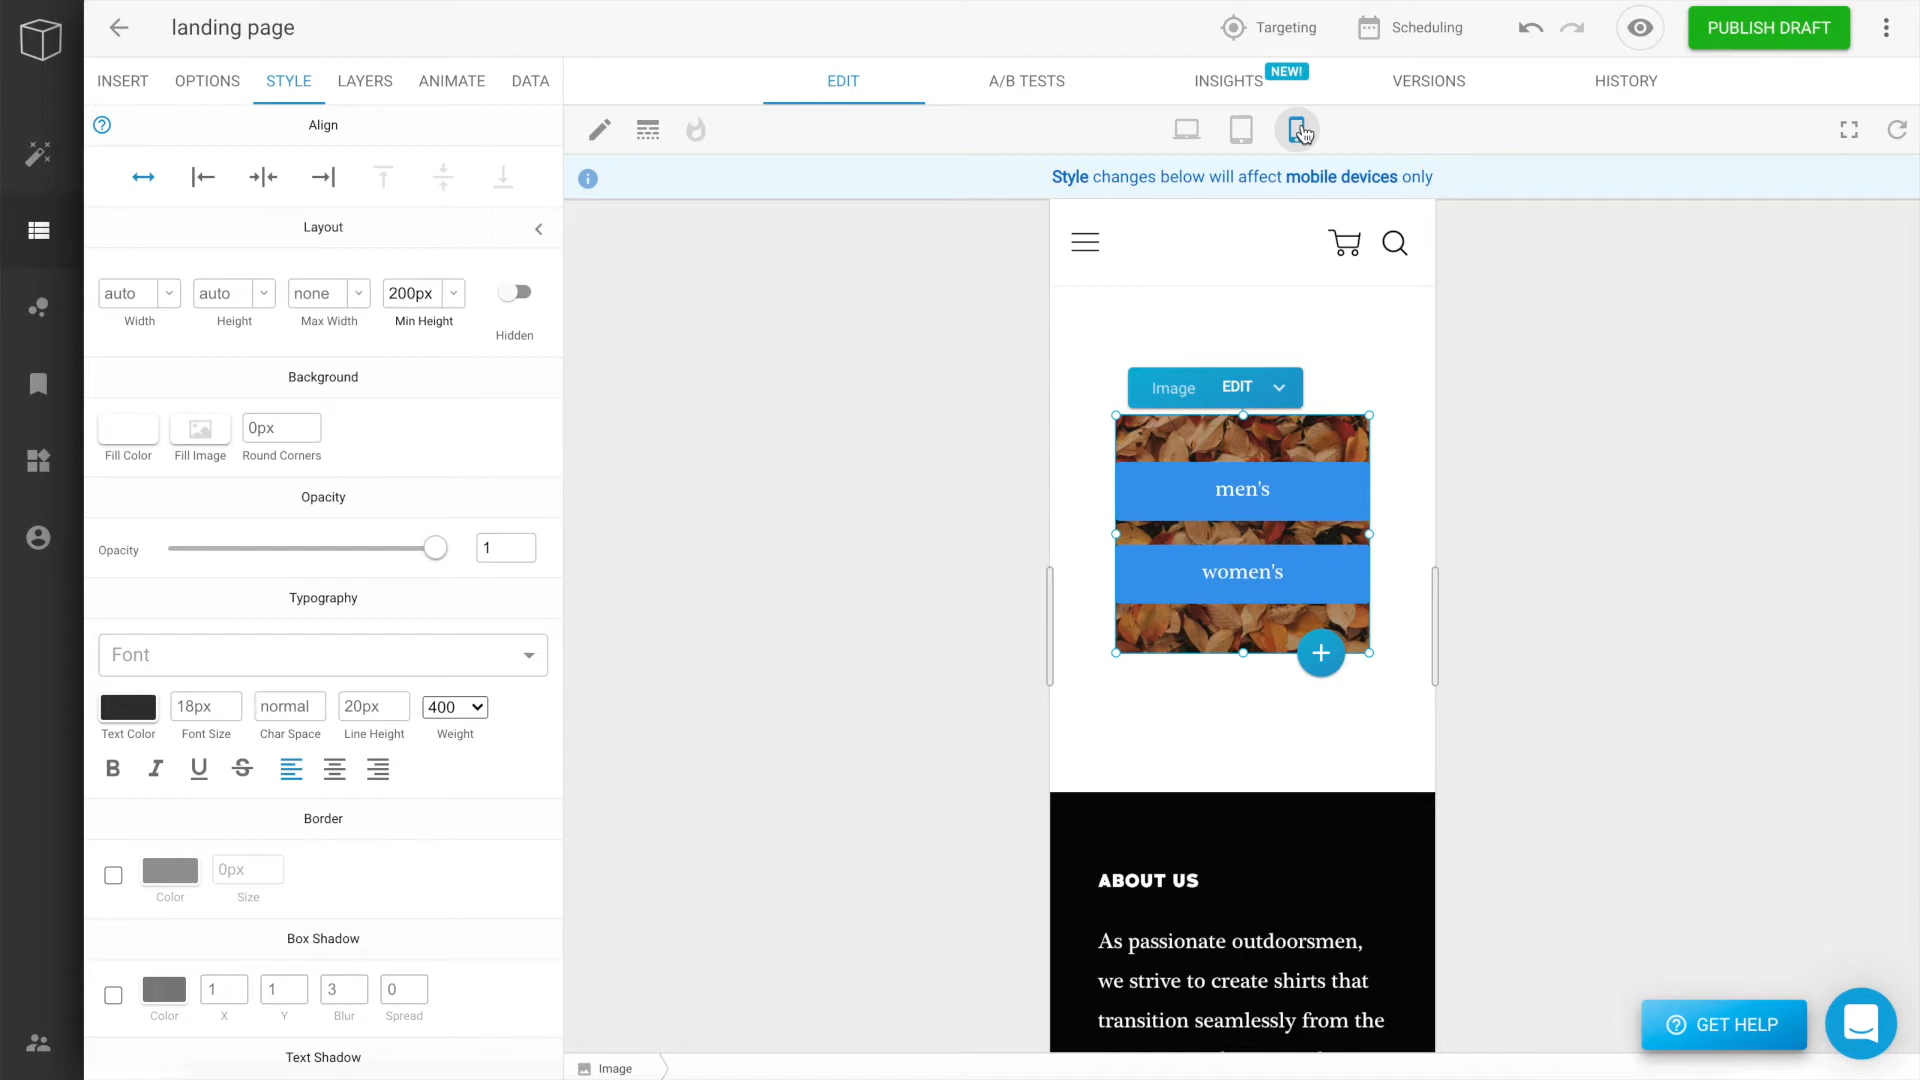 landing page
Targeting
Scheduling
PUBLISH DRAFT
INSERT
OPTIONS
STYLE
LAYERS
ANIMATE
DATA
EDIT
A/B TESTS
INSIGHTS
NEW!
VERSIONS
HISTORY
Align
Style changes below will affect mobile devices only
Layout
auto
auto
none
200px
Width
Height
Max Width
Min Height
Hidden
Background
0px
Fill Color
Fill Image
Round Corners
Opacity
Opacity
1
Typography
Font
18px
normal
20px
400
Text Color
Font Size
Char Space
Line Height
Weight
B I U S
Border
0px
Color
Size
Box Shadow
1
1
3
0
Color
X
Y
Blur
Spread
Text Shadow
Image EDIT
men's
women's
ABOUT US
As passionate outdoorsmen,
we strive to create shirts that
transition seamlessly from the
GET HELP
Image